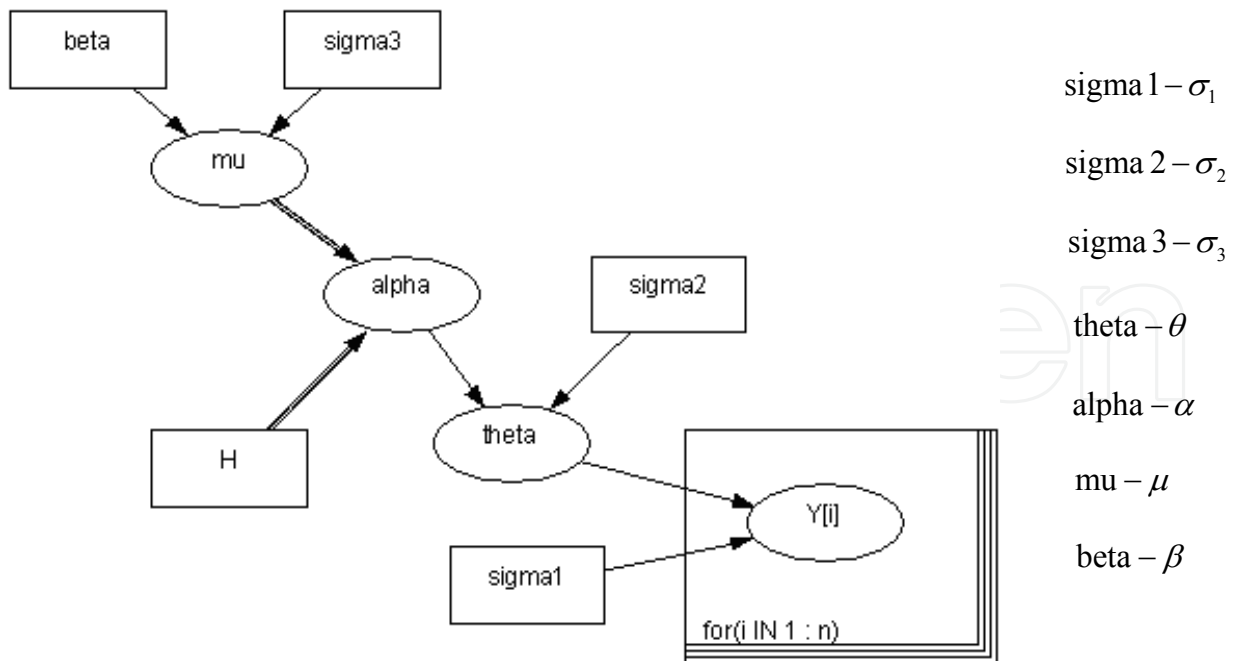 beta
sigma3
mu
alpha
sigma2
H
theta
Y[i]
sigma1
for(i IN 1 : n)
sigma 1 – σ₁
sigma 2 – σ₂
sigma 3 – σ₃
theta – θ
alpha – α
mu – μ
beta – β
en